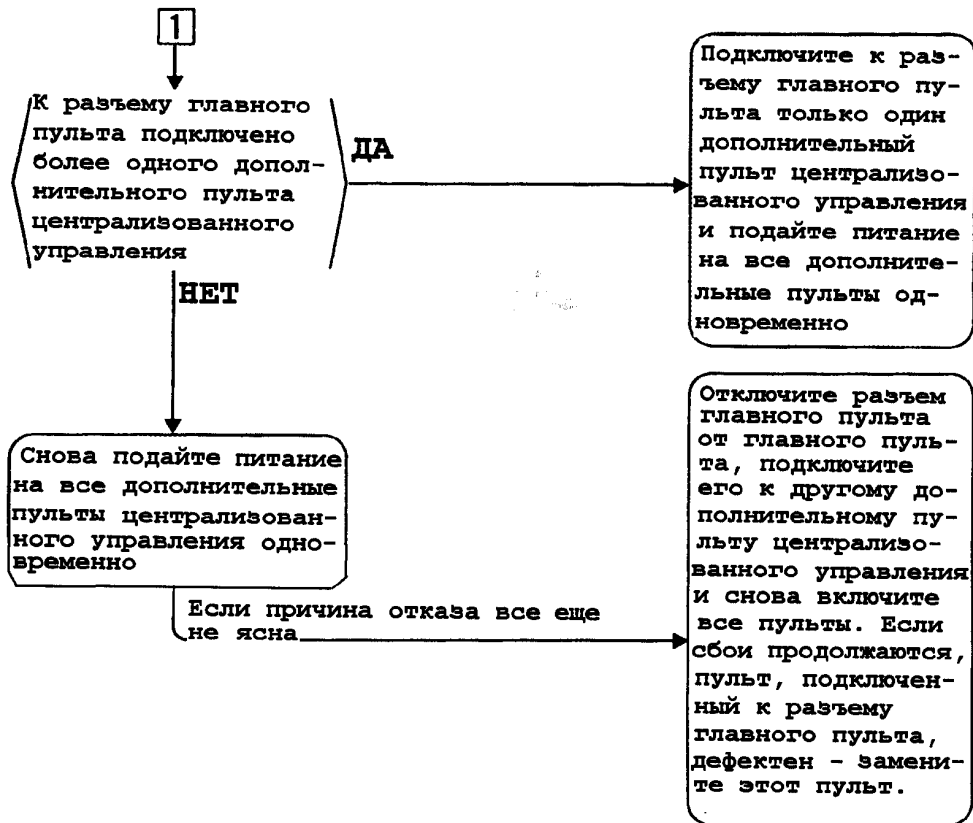 1
К разъему главного
пульта подключено
более одного допол-
нительного пульта
централизованного
управления
ДА
Подключите к раз-
ъему главного пу-
льта только один
дополнительный
пульт централизо-
ванного управления
и подайте питание
на все дополните-
льные пульты од-
новременно
НЕТ
Снова подайте питание
на все дополнительные
пульты централизован-
ного управления одно-
временно
Если причина отказа все еще
не ясна
Отключите разъем
главного пульта
от главного пуль-
та, подключите
его к другому до-
полнительному пу-
льту централизо-
ванного управления
и снова включите
все пульты. Если
сбои продолжаются,
пульт, подключен-
ный к разъему
главного пульта,
дефектен - замени-
те этот пульт.